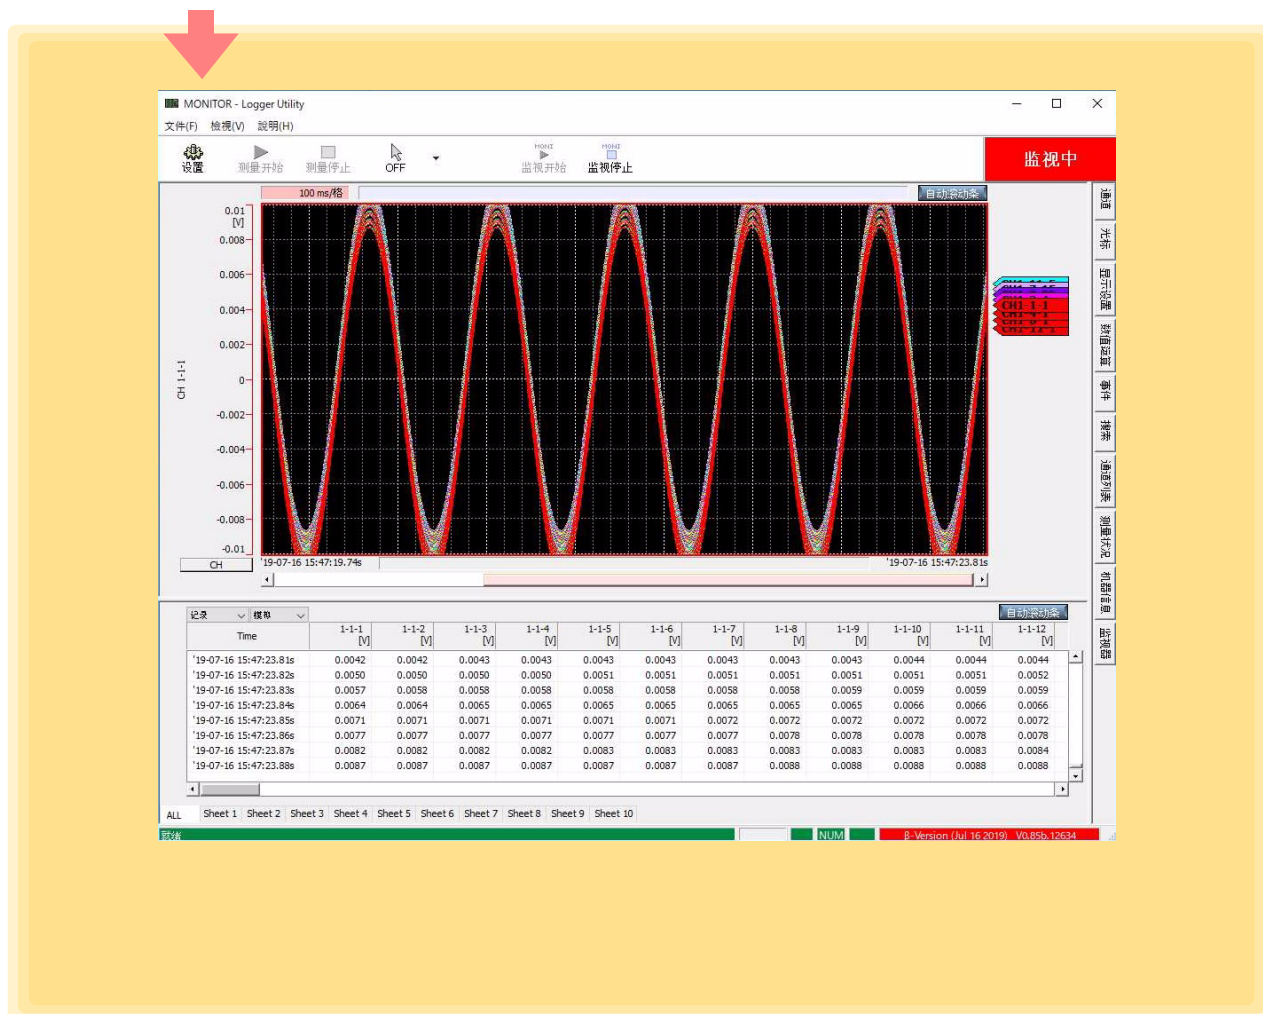 MONITOR - Logger Utility
文件(F) 檢視(V) 說明(H)
设置 测量开始 测量停止 OFF MONI 监视开始 MONI 监视停止 监视中
100 ms/格 自动滚动条
0.01
[V]
0.008
0.006
0.004
0.002
0
-0.002
-0.004
-0.006
-0.008
-0.01
CH 1-1-1
CH
CH1-1-1
'19-07-16 15:47:19.74s '19-07-16 15:47:23.81s
通道
光标
显示设置
数值运算
事件
搜索
通道列表
测量状况
机器信息
监视器
记录 模拟 自动滚动条
Time 1-1-1 [V] 1-1-2 [V] 1-1-3 [V] 1-1-4 [V] 1-1-5 [V] 1-1-6 [V] 1-1-7 [V] 1-1-8 [V] 1-1-9 [V] 1-1-10 [V] 1-1-11 [V] 1-1-12 [V]
'19-07-16 15:47:23.81s 0.0042 0.0042 0.0043 0.0043 0.0043 0.0043 0.0043 0.0043 0.0043 0.0044 0.0044 0.0044
'19-07-16 15:47:23.82s 0.0050 0.0050 0.0050 0.0050 0.0051 0.0051 0.0051 0.0051 0.0051 0.0051 0.0051 0.0052
'19-07-16 15:47:23.83s 0.0057 0.0058 0.0058 0.0058 0.0058 0.0058 0.0058 0.0058 0.0059 0.0059 0.0059 0.0059
'19-07-16 15:47:23.84s 0.0064 0.0064 0.0065 0.0065 0.0065 0.0065 0.0065 0.0065 0.0065 0.0066 0.0066 0.0066
'19-07-16 15:47:23.85s 0.0071 0.0071 0.0071 0.0071 0.0071 0.0071 0.0072 0.0072 0.0072 0.0072 0.0072 0.0072
'19-07-16 15:47:23.86s 0.0077 0.0077 0.0077 0.0077 0.0077 0.0077 0.0077 0.0078 0.0078 0.0078 0.0078 0.0078
'19-07-16 15:47:23.87s 0.0082 0.0082 0.0082 0.0082 0.0083 0.0083 0.0083 0.0083 0.0083 0.0083 0.0083 0.0084
'19-07-16 15:47:23.88s 0.0087 0.0087 0.0087 0.0087 0.0087 0.0087 0.0087 0.0088 0.0088 0.0088 0.0088 0.0088
ALL Sheet 1 Sheet 2 Sheet 3 Sheet 4 Sheet 5 Sheet 6 Sheet 7 Sheet 8 Sheet 9 Sheet 10
就绪 NUM β-Version (Jul 16 2019) V0.85b.12634